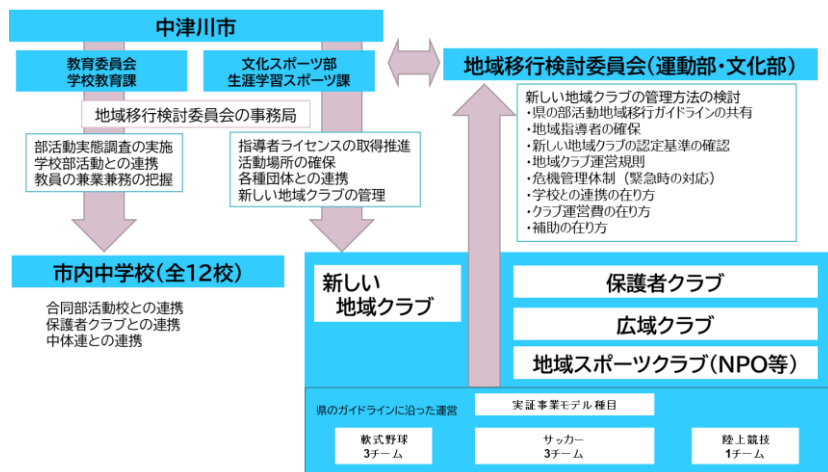 中津川市
教育委員会
学校教育課
文化スポーツ部
生涯学習スポーツ課
地域移行検討委員会(運動部・文化部)
地域移行検討委員会の事務局
部活動実態調査の実施
学校部活動との連携
教員の兼業兼務の把握
指導者ライセンスの取得推進
活動場所の確保
各種団体との連携
新しい地域クラブの管理
新しい地域クラブの管理方法の検討
・県の部活動地域移行ガイドラインの共有
・地域指導者の確保
・新しい地域クラブの認定基準の確認
・地域クラブ運営規則
・危機管理体制（緊急時の対応）
・学校との連携の在り方
・クラブ運営費の在り方
・補助の在り方
市内中学校(全12校)
合同部活動校との連携
保護者クラブとの連携
中体連との連携
新しい
地域クラブ
保護者クラブ
広域クラブ
地域スポーツクラブ(NPO等)
県のガイドラインに沿った運営
実証事業モデル種目
軟式野球
3チーム
サッカー
3チーム
陸上競技
1チーム